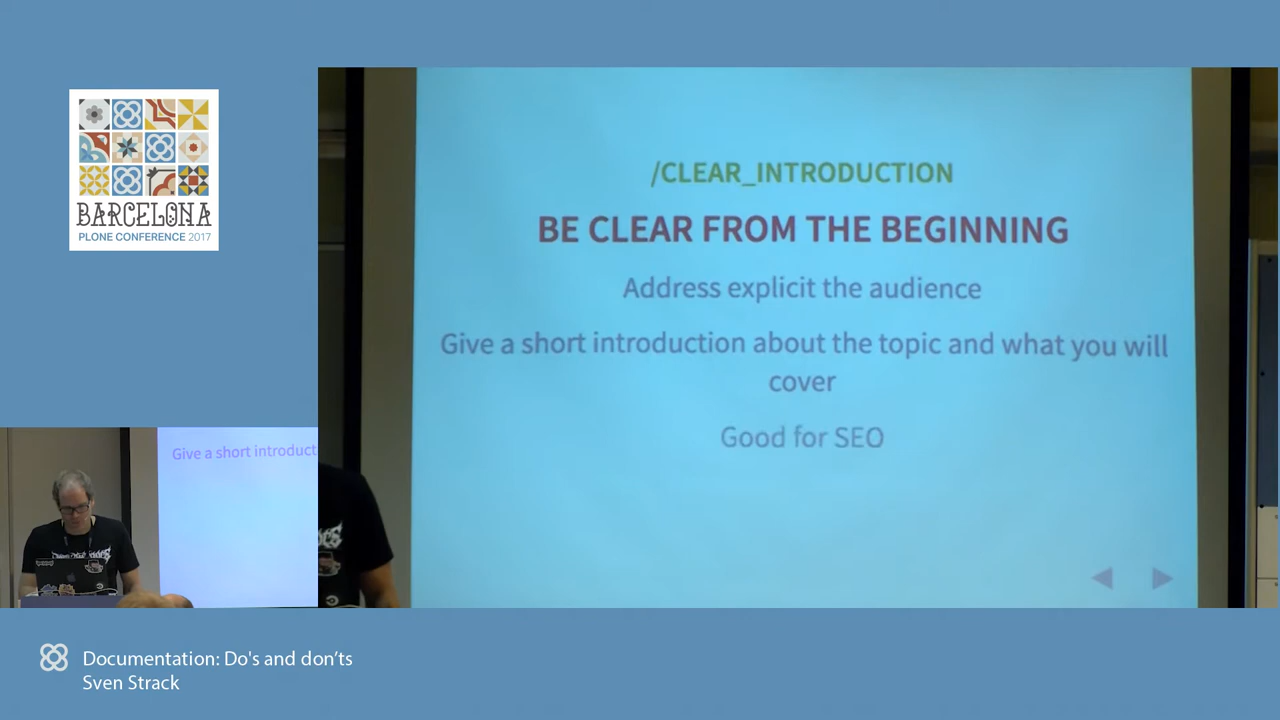 BARCELONA
PLONE CONFERENCE 2017
/CLEAR_INTRODUCTION
BE CLEAR FROM THE BEGINNING
Address explicit the audience
Give a short introduction about the topic and what you will
cover
Good for SEO
Give a short introduct
Documentation: Do's and don’ts
Sven Strack